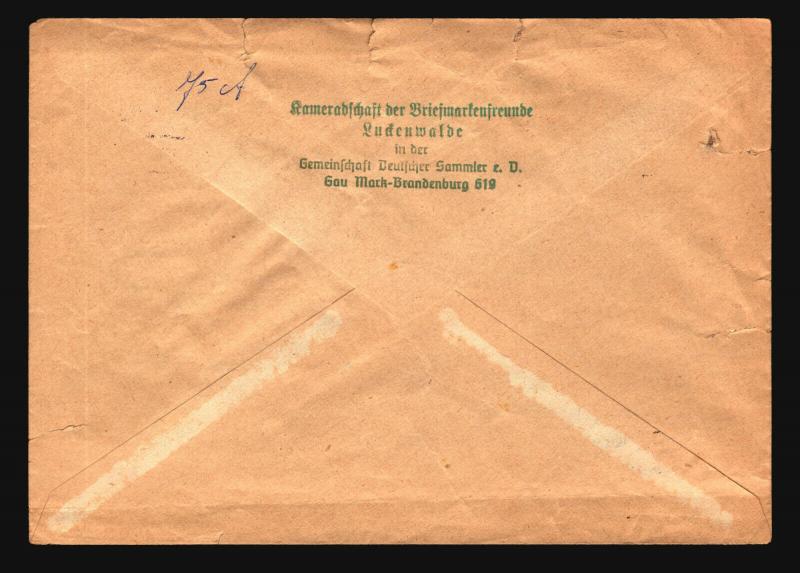 75 A
Kameradschaft der Briefmarkenfreunde
Luckenwalde
in der
Gemeinschaft Deutscher Sammler e. V.
Gau Mark-Brandenburg 619